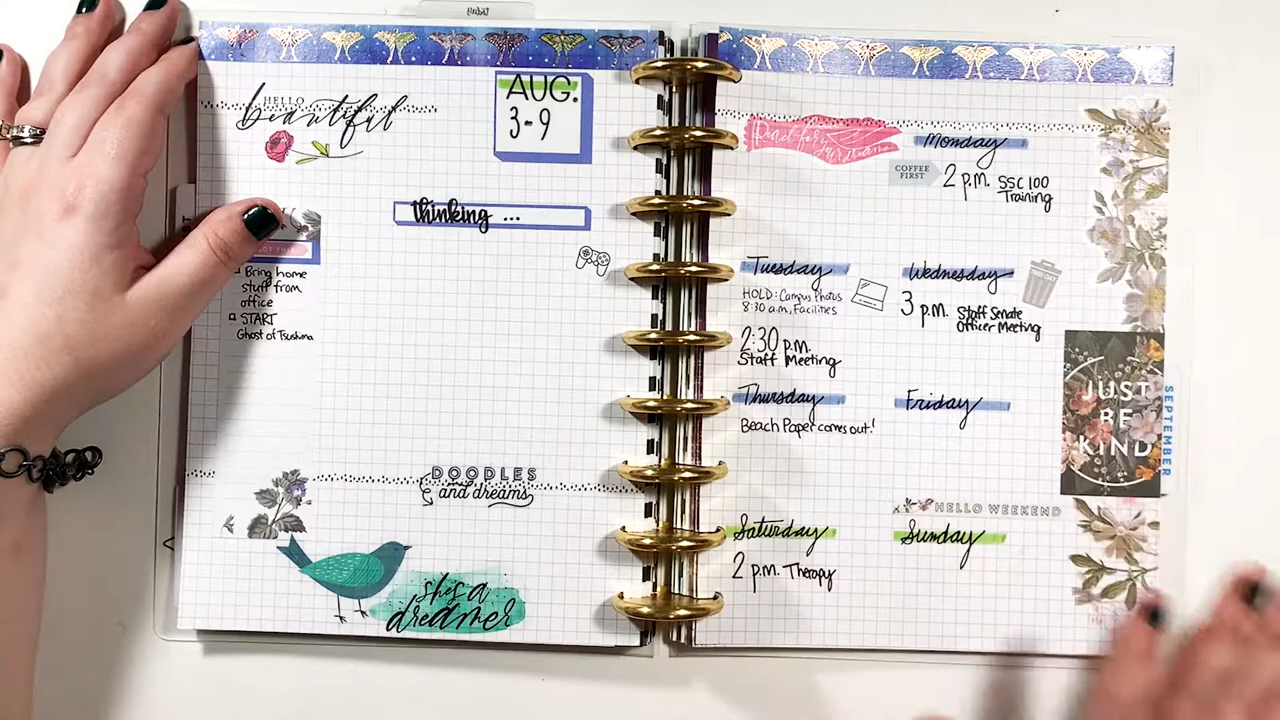 HELLO
beautiful
AUG.
3-9
thinking ...
Bring home
stuff from
office
START
Ghost of Tsushima
DOODLES
and dreams
she's a
dreamer
Monday
COFFEE
FIRST
2 p.m. SSC 100
Training
Tuesday
HOLD: Campus Photos
8:30 a.m, Facilities
2:30 p.m.
Staff Meeting
Wednesday
3 p.m. Staff Senate
Officer Meeting
Thursday
Beach Paper comes out!
Friday
JUST
BE
KIND
SEPTEMBER
HELLO WEEKEND
Saturday
2 p.m. Therapy
Sunday